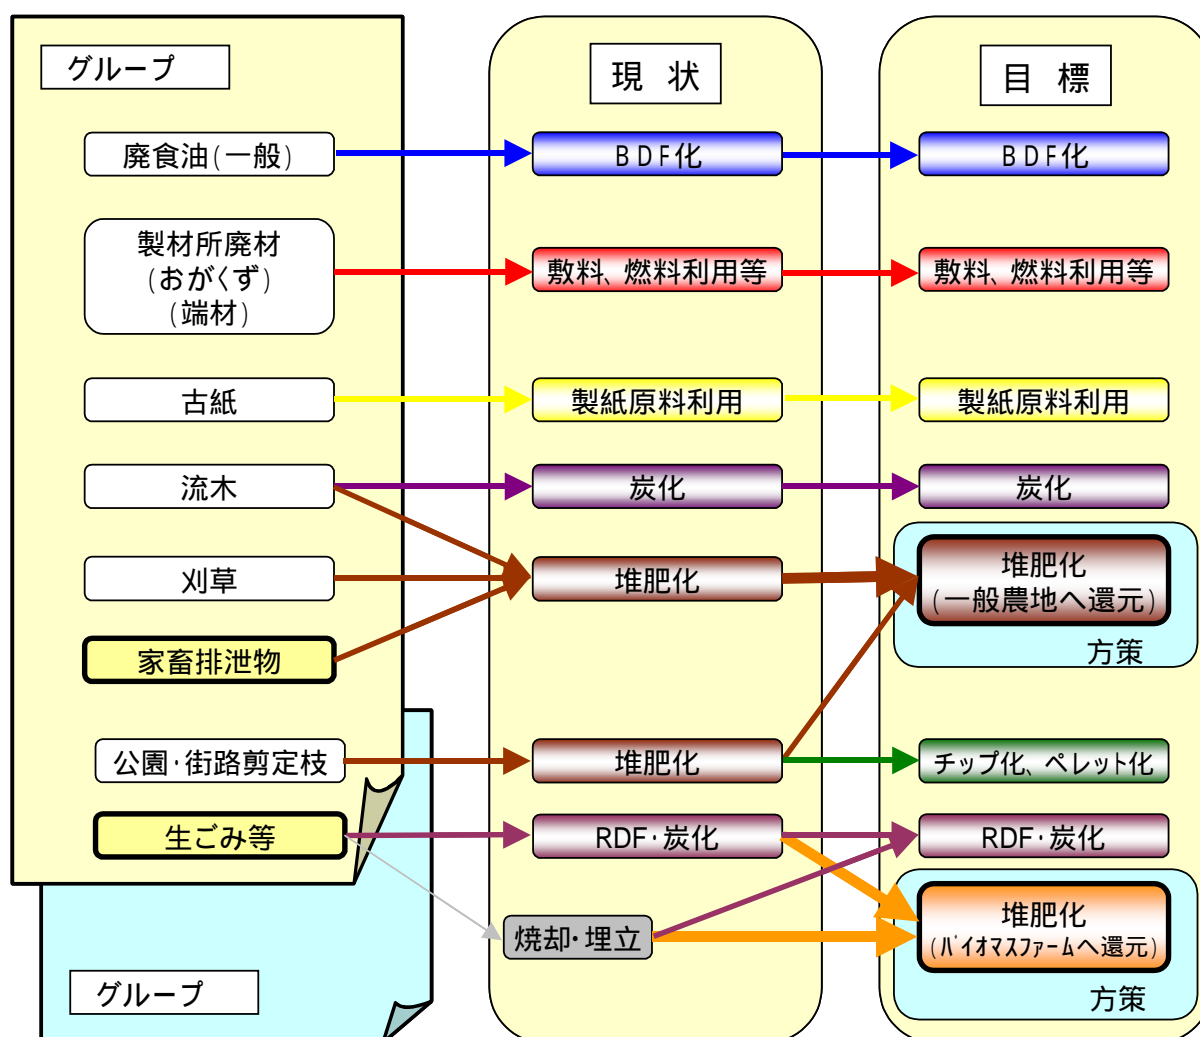 グループ
現 状
目 標
廃食油(一般)
BDF化
BDF化
製材所廃材
(おがくず)
(端材)
敷料、燃料利用等
敷料、燃料利用等
古紙
製紙原料利用
製紙原料利用
流木
炭化
炭化
刈草
堆肥化
堆肥化
(一般農地へ還元)
方策
家畜排泄物
公園・街路剪定枝
堆肥化
チップ化、ペレット化
生ごみ等
RDF・炭化
RDF・炭化
焼却・埋立
堆肥化
(バイオマスファームへ還元)
方策
グループ